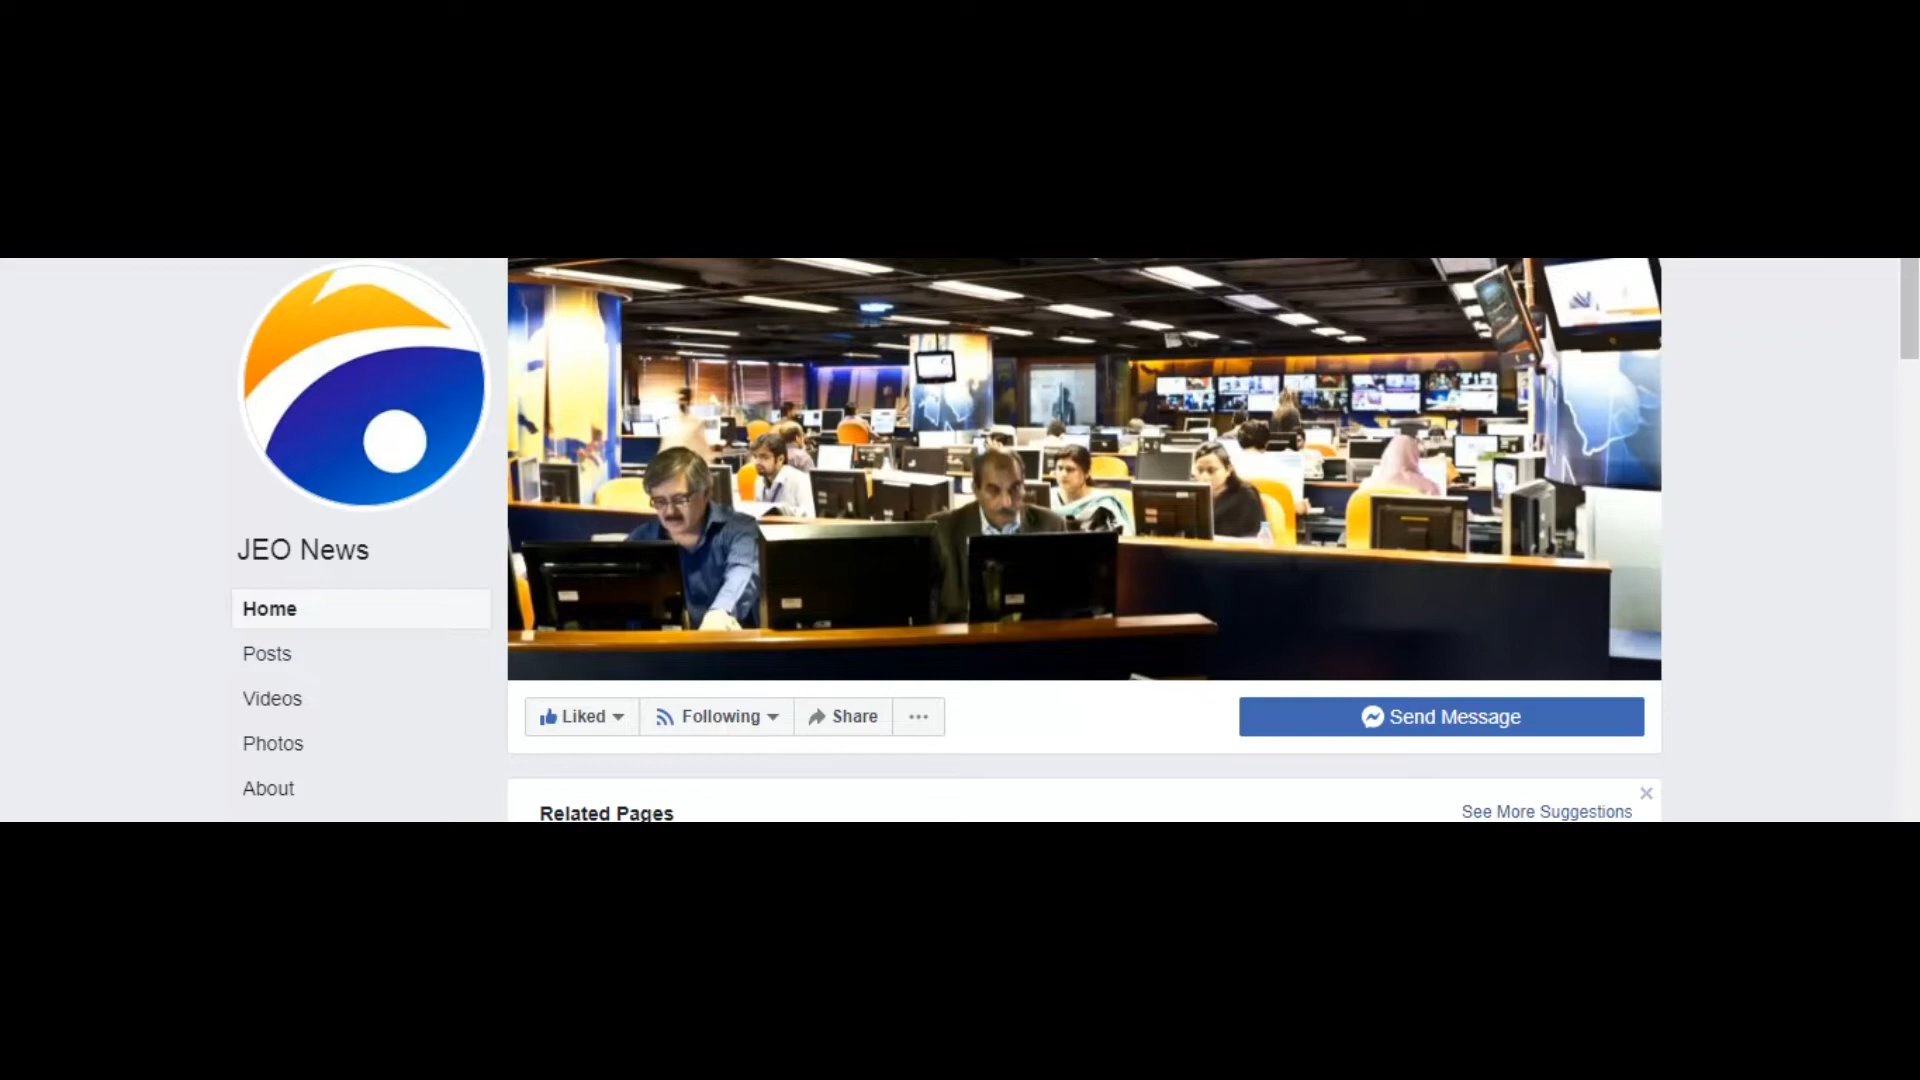 JEO News
Home
Posts
Videos
Photos
About
Liked
Following
Share
Send Message
Related Pages
See More Suggestions